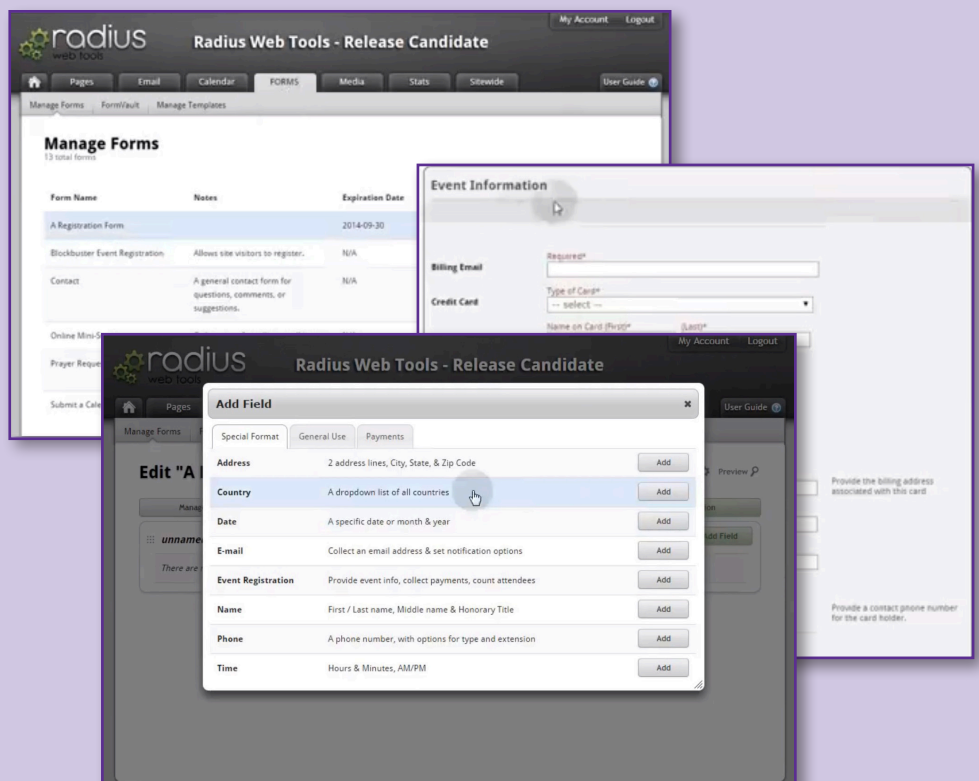 My Account Logout
radius
web tools
Radius Web Tools - Release Candidate
Pages Email Calendar FORMS Media Stats Sitewide User Guide
Manage Forms FormVault Manage Templates
Manage Forms
13 total forms
Form Name Notes Expiration Date
A Registration Form 2014-09-30
Blockbuster Event Registration Allows site visitors to register. N/A
Contact A general contact form for N/A
questions, comments, or
suggestions.
Online Mini-S
Prayer Reque
Submit a Cale
Event Information
Required*
Billing Email
Type of Card*
Credit Card -- select --
Name on Card (First)* (Last)*
Provide the billing address
associated with this card
Provide a contact phone number
for the card holder.
My Account Logout
radius
web tools
Radius Web Tools - Release Candidate
Pages User Guide
Manage Forms
Edit "A Preview
Manag
unname Add Field
There are
Add Field
Special Format General Use Payments
Address 2 address lines, City, State, & Zip Code Add
Country A dropdown list of all countries Add
Date A specific date or month & year Add
E-mail Collect an email address & set notification options Add
Event Registration Provide event info, collect payments, count attendees Add
Name First / Last name, Middle name & Honorary Title Add
Phone A phone number, with options for type and extension Add
Time Hours & Minutes, AM/PM Add